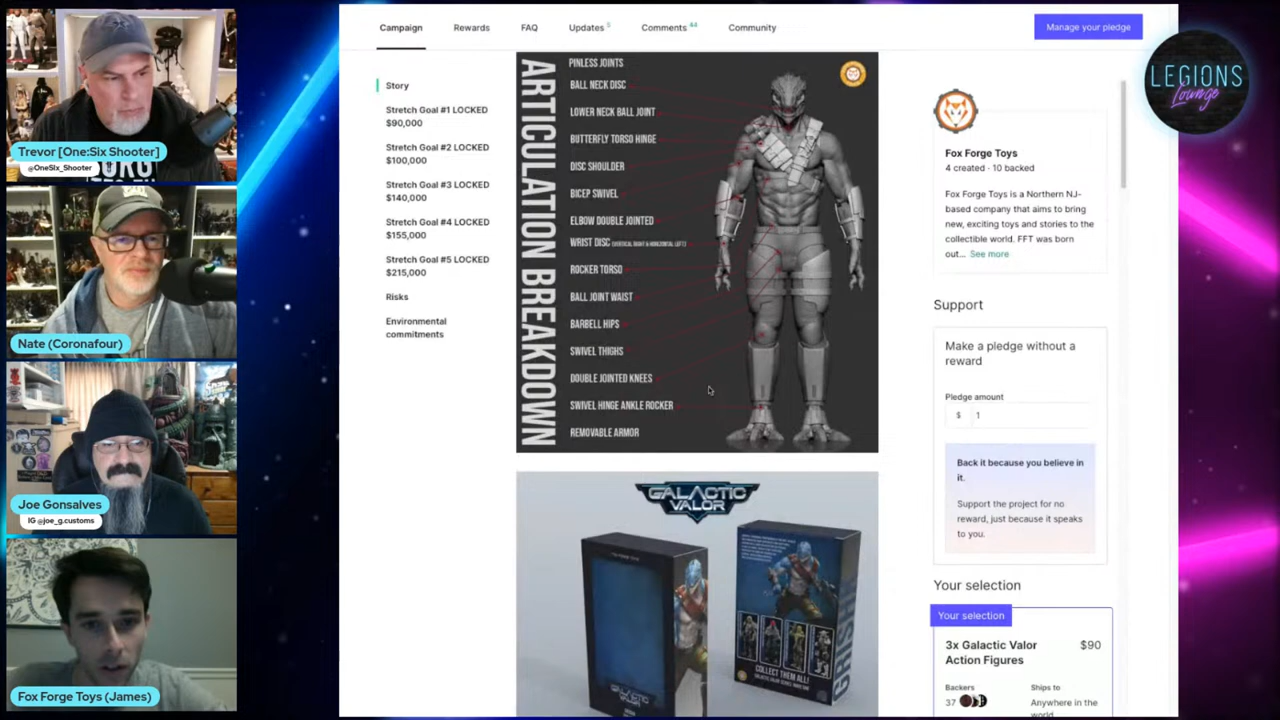 Trevor [One:Six Shooter]
@OneSIx_Shooter
Nate (Coronafour)
Joe Gonsalves
IG @joe_g.customs
Fox Forge Toys (James)
Campaign
Rewards
FAQ
Updates 5
Comments 44
Community
Manage your pledge
LEGIONS
Lounge
Story
Stretch Goal #1 LOCKED
$90,000
Stretch Goal #2 LOCKED
$100,000
Stretch Goal #3 LOCKED
$140,000
Stretch Goal #4 LOCKED
$155,000
Stretch Goal #5 LOCKED
$215,000
Risks
Environmental
commitments
ARTICULATION BREAKDOWN
PINLESS JOINTS
BALL NECK DISC
LOWER NECK BALL JOINT
BUTTERFLY TORSO HINGE
DISC SHOULDER
BICEP SWIVEL
ELBOW DOUBLE JOINTED
WRIST DISC (VERTICAL RIGHT & HORIZONTAL LEFT)
ROCKER TORSO
BALL JOINT WAIST
BARBELL HIPS
SWIVEL THIGHS
DOUBLE JOINTED KNEES
SWIVEL HINGE ANKLE ROCKER
REMOVABLE ARMOR
GALACTIC
VALOR
GALACTIC
VALOR
COLLECT THEM ALL!
Fox Forge Toys
4 created · 10 backed
Fox Forge Toys is a Northern NJ-
based company that aims to bring
new, exciting toys and stories to the
collectible world. FFT was born
out... See more
Support
Make a pledge without a
reward
Pledge amount
$ 1
Back it because you believe in
it.
Support the project for no
reward, just because it speaks
to you.
Your selection
Your selection
3x Galactic Valor
Action Figures
$90
Backers
37
Ships to
Anywhere in the
world